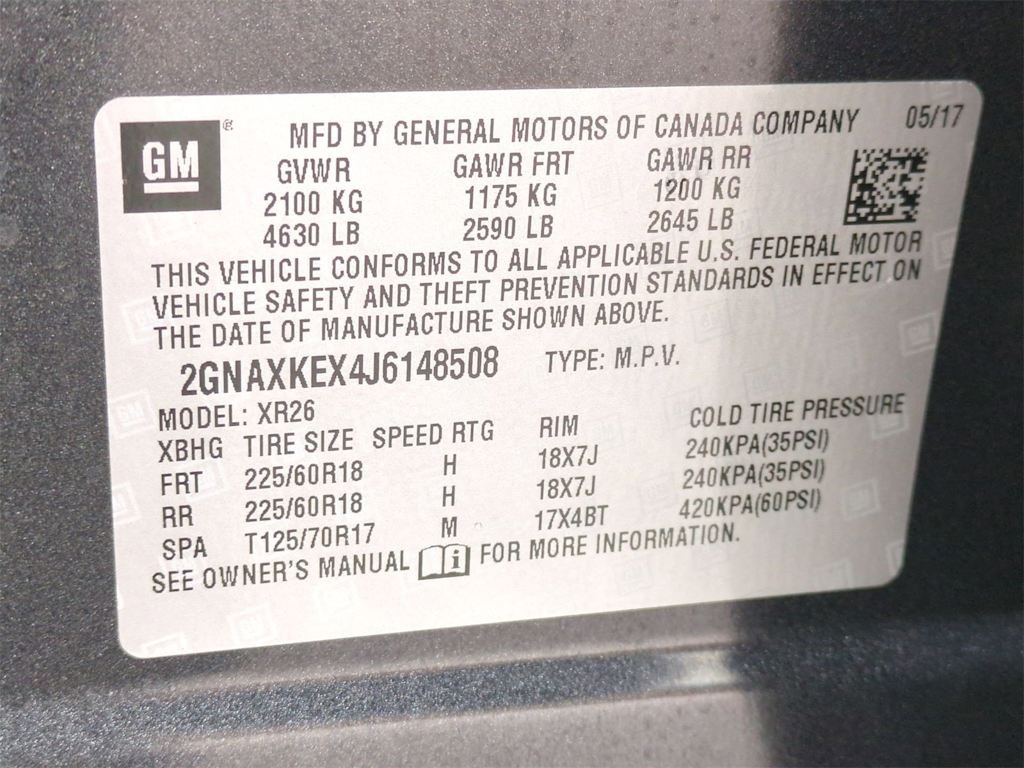 GM ® MFD BY GENERAL MOTORS OF CANADA COMPANY 05/17
GVWR GAWR FRT GAWR RR
2100 KG 1175 KG 1200 KG
4630 LB 2590 LB 2645 LB
THIS VEHICLE CONFORMS TO ALL APPLICABLE U.S. FEDERAL MOTOR
VEHICLE SAFETY AND THEFT PREVENTION STANDARDS IN EFFECT ON
THE DATE OF MANUFACTURE SHOWN ABOVE.
2GNAXKEX4J6148508 TYPE: M.P.V.
MODEL: XR26
XBHG TIRE SIZE SPEED RTG RIM COLD TIRE PRESSURE
FRT 225/60R18 H 18X7J 240KPA(35PSI)
RR 225/60R18 H 18X7J 240KPA(35PSI)
SPA T125/70R17 M 17X4BT 420KPA(60PSI)
SEE OWNER'S MANUAL i FOR MORE INFORMATION.